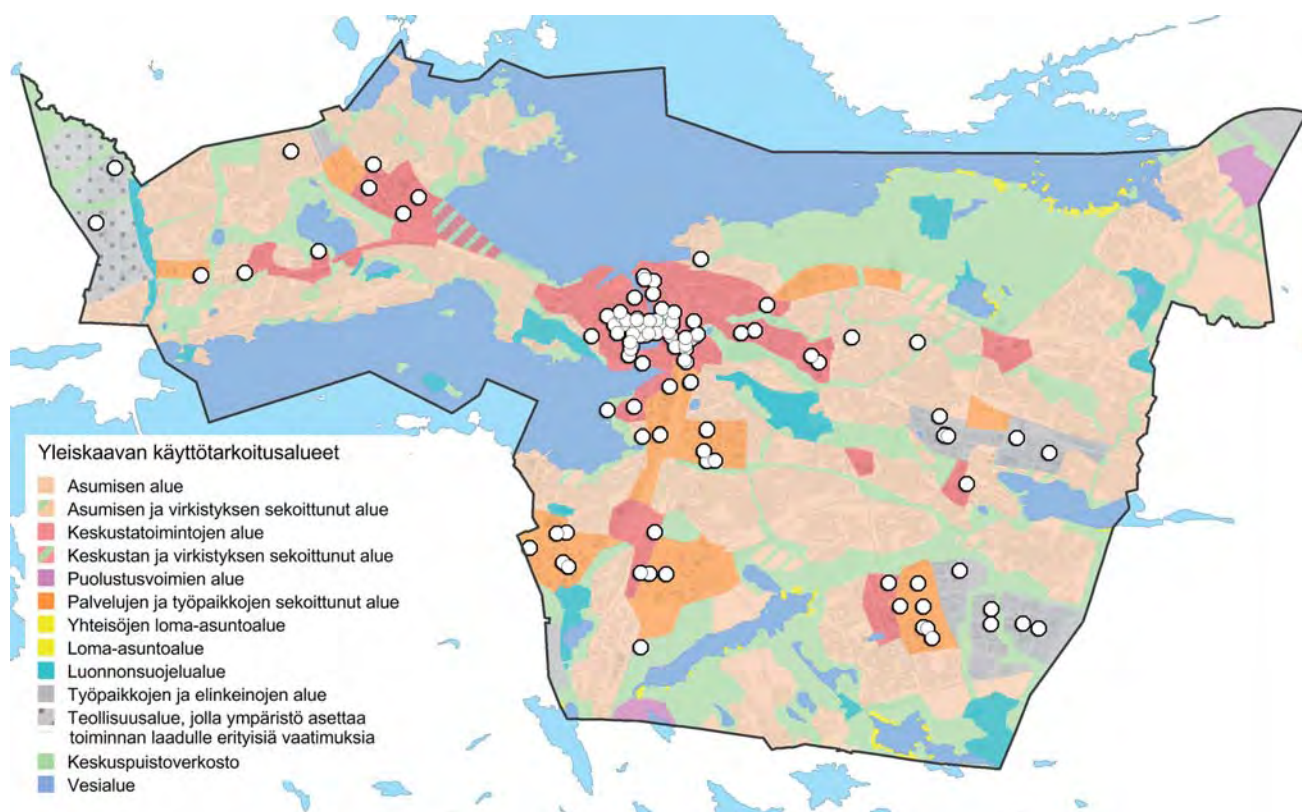 Yleiskaavan käyttötarkoitusalueet
Asumisen alue
Asumisen ja virkistyksen sekoittunut alue
Keskustatoimintojen alue
Keskustan ja virkistyksen sekoittunut alue
Puolustusvoimien alue
Palvelujen ja työpaikkojen sekoittunut alue
Yhteisöjen loma-asuntoalue
Loma-asuntoalue
Luonnonsuojelualue
Työpaikkojen ja elinkeinojen alue
Teollisuusalue, jolla ympäristö asettaa
toiminnan laadulle erityisiä vaatimuksia
Keskuspuistoverkosto
Vesialue